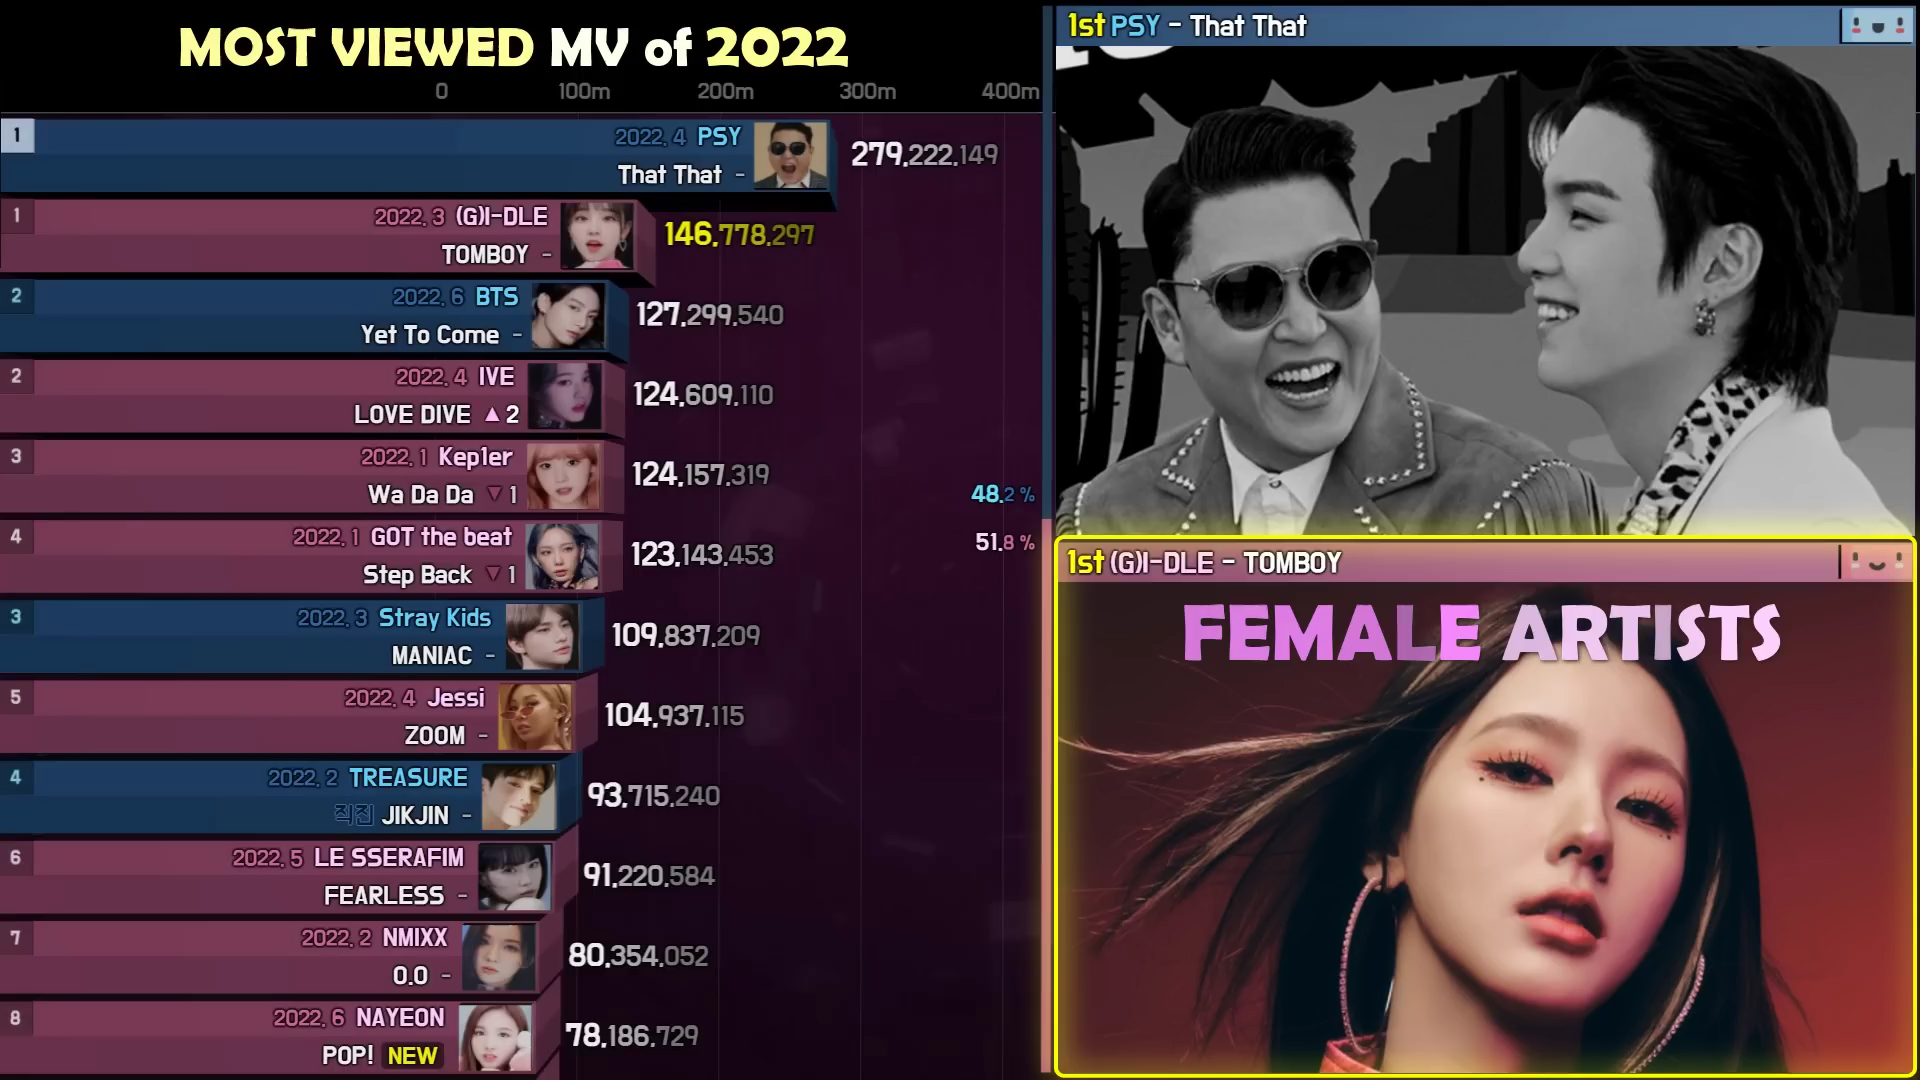 MOST VIEWED MV of 2022
0 100m 200m 300m 400m
1 2022. 4 PSY
That That -
279,222,149
1 2022. 3 (G)I-DLE
TOMBOY -
146,778,297
2 2022. 6 BTS
Yet To Come -
127,299,540
2 2022. 4 IVE
LOVE DIVE ▲ 2
124,609,110
3 2022. 1 Kep1er
Wa Da Da ▼ 1
124,157,319
4 2022. 1 GOT the beat
Step Back ▼ 1
123,143,453
3 2022. 3 Stray Kids
MANIAC -
109,837,209
5 2022. 4 Jessi
ZOOM -
104,937,115
4 2022. 2 TREASURE
직진 JIKJIN -
93,715,240
6 2022. 5 LE SSERAFIM
FEARLESS -
91,220,584
7 2022. 2 NMIXX
O.O -
80,354,052
8 2022. 6 NAYEON
POP! NEW
78,186,729
48.2 %
51.8 %
1st PSY - That That
1st (G)I-DLE - TOMBOY
FEMALE ARTISTS